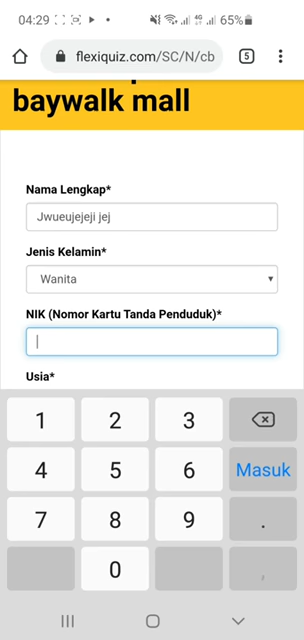 04:29 4G 65%
flexiquiz.com/SC/N/cb 5
baywalk mall
Nama Lengkap*
Jwueujejeji jej
Jenis Kelamin*
Wanita
NIK (Nomor Kartu Tanda Penduduk)*
Usia*
1 2 3
4 5 6 Masuk
7 8 9 .
0 ,